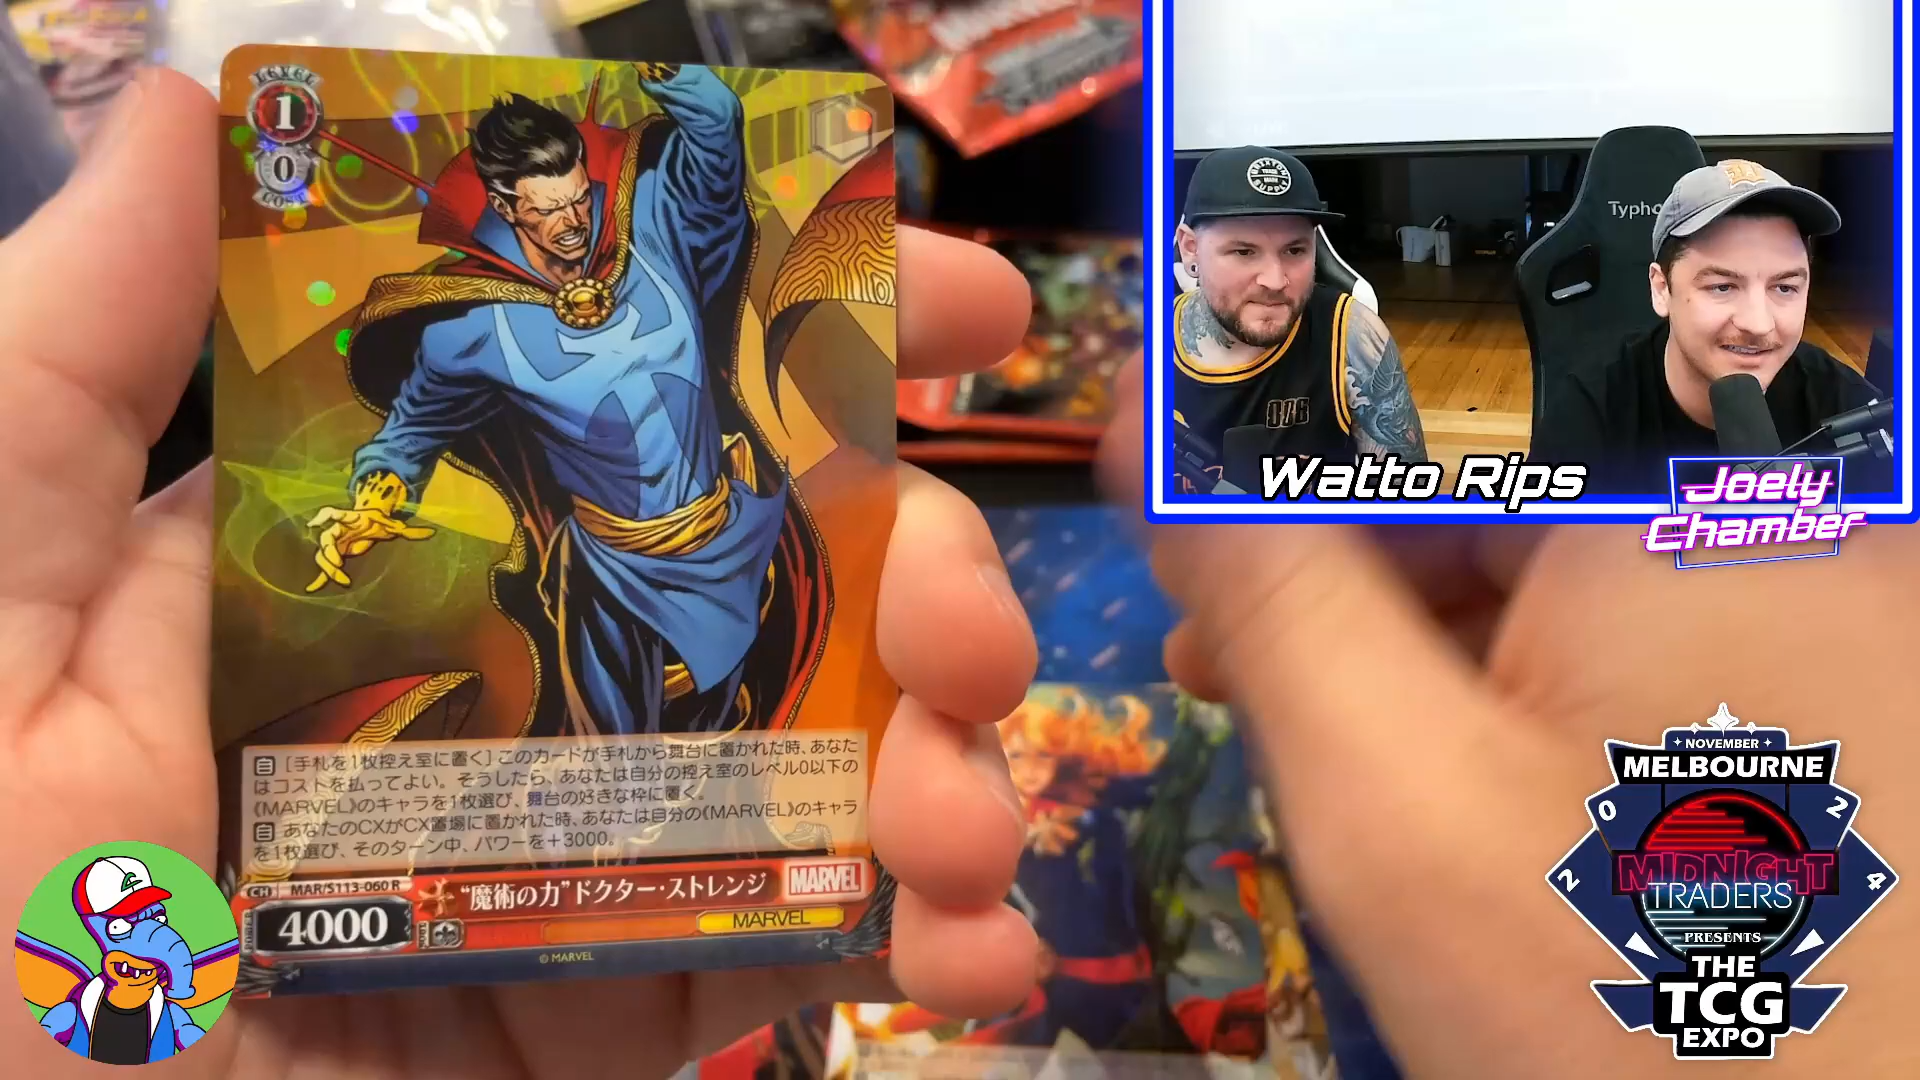 LEVEL
1
0
COST
[手札を1枚控え室に置く]このカードが手札から舞台に置かれた時、あなた
はコストを払ってよい。そうしたら、あなたは自分の控え室のレベル0以下の
《MARVEL》のキャラを1枚選び、舞台の好きな枠に置く。
自 あなたのCXがCX置場に置かれた時、あなたは自分の《MARVEL》のキャラ
を1枚選び、そのターン中、パワーを+3000。
CH MAR/S113-060 R
“魔術の力”ドクター・ストレンジ
MARVEL
4000
SOUL
MARVEL
© MARVEL
BRIXTON
TRADE
MARK
SUPPLY
Typho
Watto Rips
Joely
Chamber
NOVEMBER
MELBOURNE
0 2
MIDNIGHT
2 TRADERS 4
PRESENTS
THE
TCG
EXPO